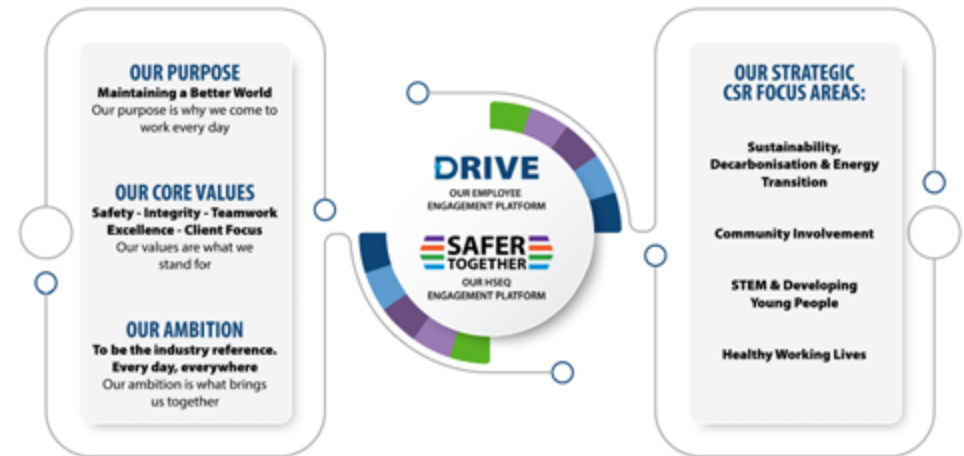 OUR PURPOSE
Maintaining a Better World
Our purpose is why we come to
work every day
OUR CORE VALUES
Safety - Integrity - Teamwork
Excellence - Client Focus
Our values are what we
stand for
OUR AMBITION
To be the industry reference.
Every day, everywhere
Our ambition is what brings
us together
DRIVE
OUR EMPLOYEE
ENGAGEMENT PLATFORM
SAFER
TOGETHER
OUR HSEQ
ENGAGEMENT PLATFORM
OUR STRATEGIC
CSR FOCUS AREAS:
Sustainability,
Decarbonisation & Energy
Transition
Community Involvement
STEM & Developing
Young People
Healthy Working Lives